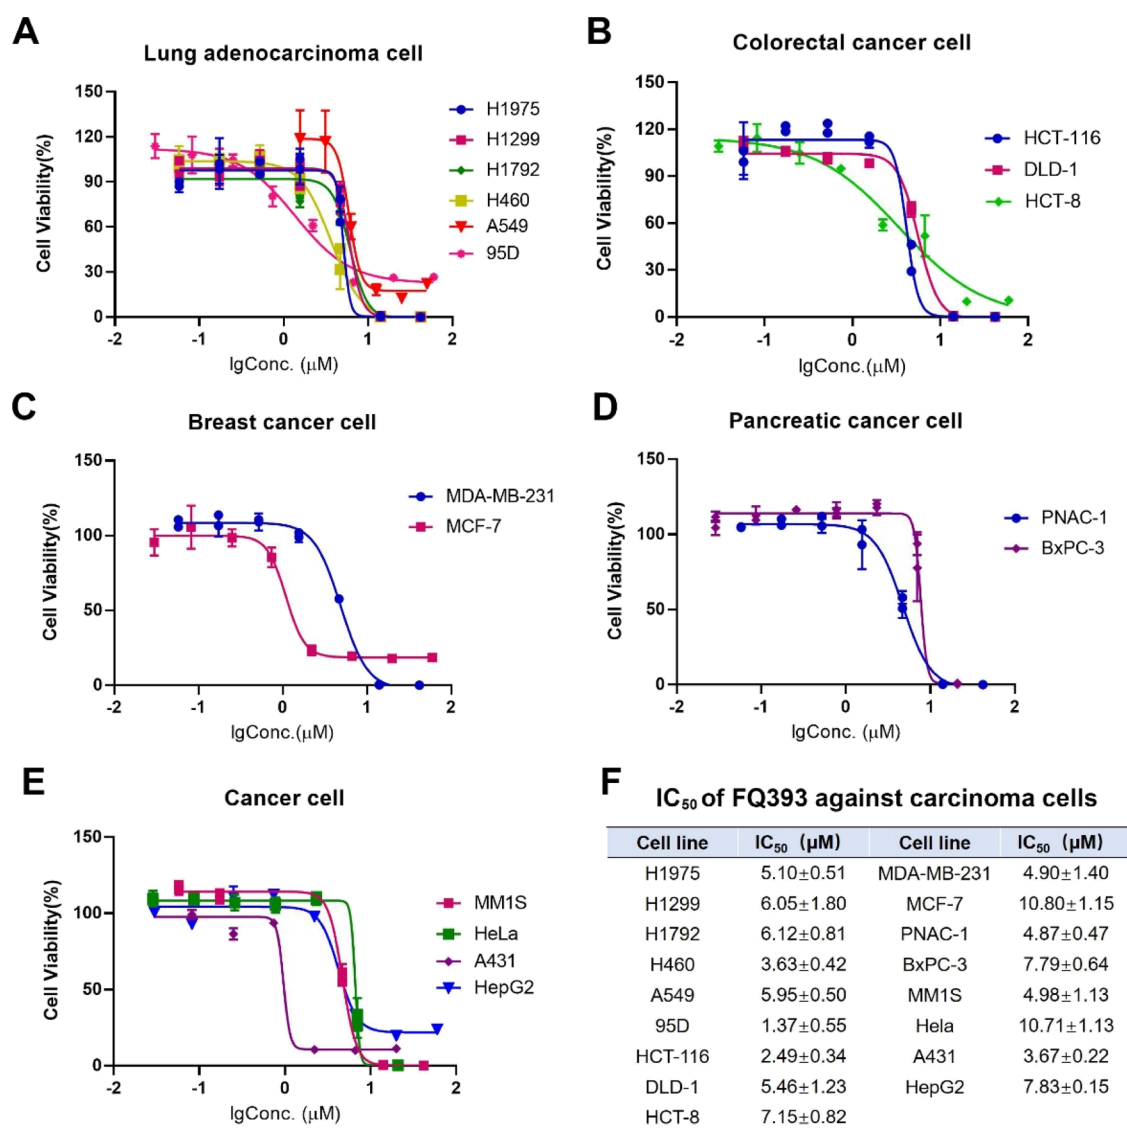 A
Lung adenocarcinoma cell
Cell Viability(%)
150
120
90
60
30
0
-2
-1
0
1
2
lgConc. (μM)
H1975
H1299
H1792
H460
A549
95D
B
Colorectal cancer cell
Cell Viability(%)
150
120
90
60
30
0
-2
-1
0
1
2
lgConc.(μM)
HCT-116
DLD-1
HCT-8
C
Breast cancer cell
Cell Viability(%)
150
100
50
0
-2
-1
0
1
2
lgConc.(μM)
MDA-MB-231
MCF-7
D
Pancreatic cancer cell
Cell Viability(%)
150
100
50
0
-2
-1
0
1
2
lgConc. (μM)
PNAC-1
BxPC-3
E
Cancer cell
Cell Viability(%)
150
100
50
0
-2
-1
0
1
2
lgConc. (μM)
MM1S
HeLa
A431
HepG2
F
IC50 of FQ393 against carcinoma cells
Cell line IC50 (μM) Cell line IC50 (μM)
H1975 5.10±0.51 MDA-MB-231 4.90±1.40
H1299 6.05±1.80 MCF-7 10.80±1.15
H1792 6.12±0.81 PNAC-1 4.87±0.47
H460 3.63±0.42 BxPC-3 7.79±0.64
A549 5.95±0.50 MM1S 4.98±1.13
95D 1.37±0.55 Hela 10.71±1.13
HCT-116 2.49±0.34 A431 3.67±0.22
DLD-1 5.46±1.23 HepG2 7.83±0.15
HCT-8 7.15±0.82